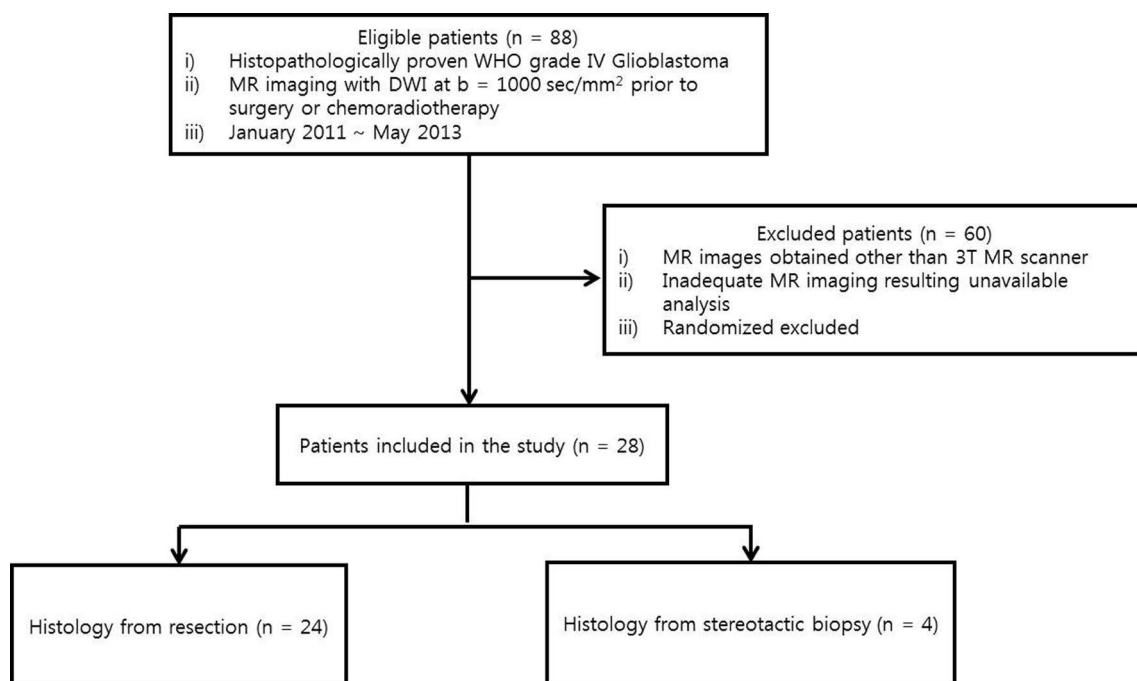 Eligible patients (n = 88)
i) Histopathologically proven WHO grade IV Glioblastoma
ii) MR imaging with DWI at b = 1000 sec/mm² prior to
surgery or chemoradiotherapy
iii) January 2011 ~ May 2013
Excluded patients (n = 60)
i) MR images obtained other than 3T MR scanner
ii) Inadequate MR imaging resulting unavailable
analysis
iii) Randomized excluded
Patients included in the study (n = 28)
Histology from resection (n = 24)
Histology from stereotactic biopsy (n = 4)